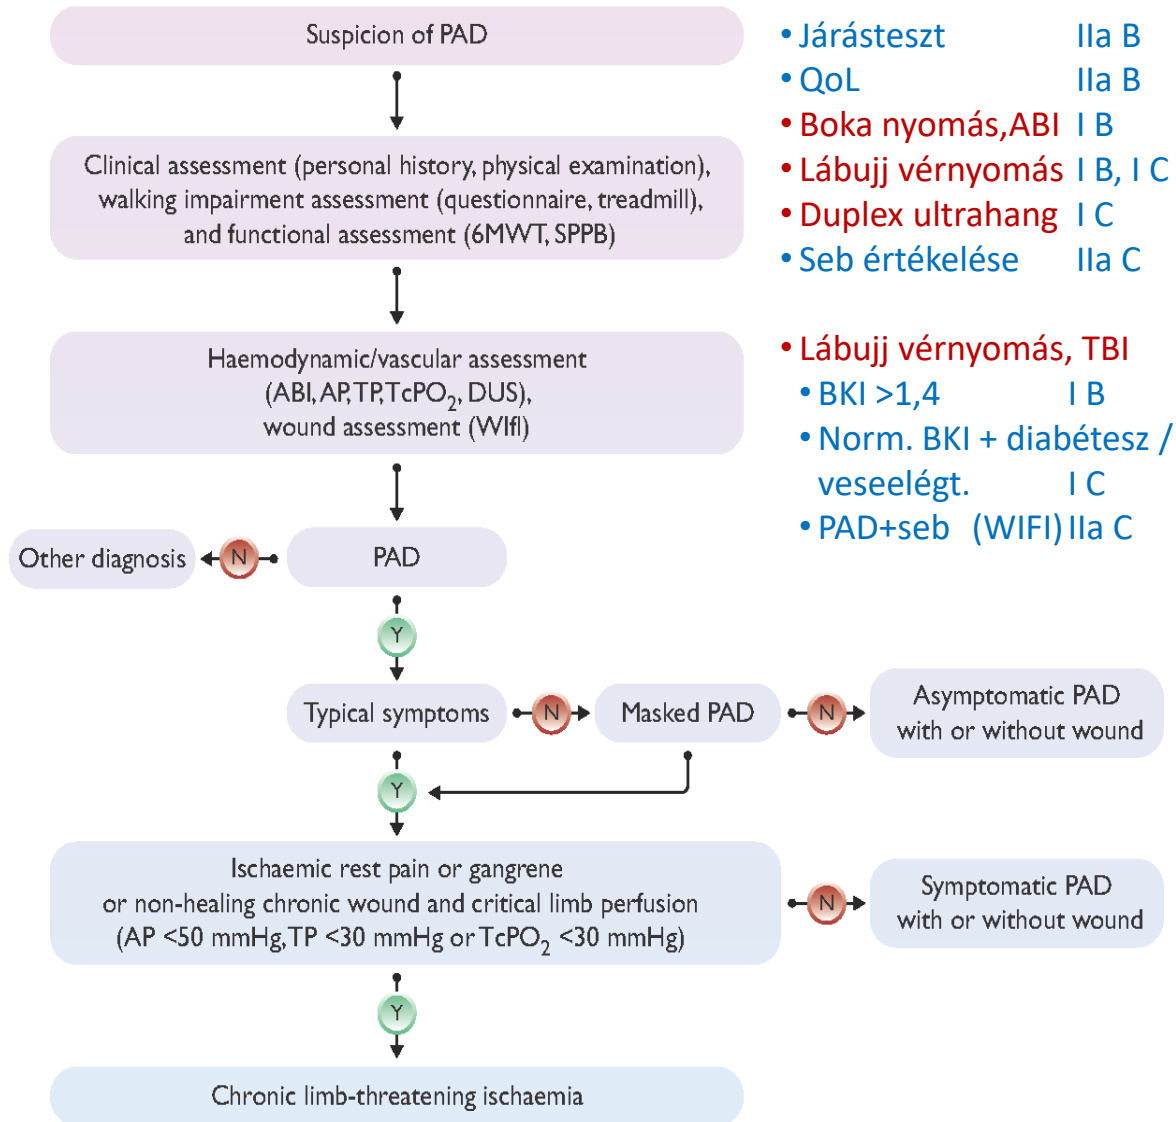 Suspicion of PAD
Clinical assessment (personal history, physical examination),
walking impairment assessment (questionnaire, treadmill),
and functional assessment (6MWT, SPPB)
Haemodynamic/vascular assessment
(ABI, AP, TP, TcPO2, DUS),
wound assessment (WIfI)
Other diagnosis
N
PAD
Y
Typical symptoms
N
Masked PAD
N
Asymptomatic PAD
with or without wound
Y
Ischaemic rest pain or gangrene
or non-healing chronic wound and critical limb perfusion
(AP <50 mmHg, TP <30 mmHg or TcPO2 <30 mmHg)
N
Symptomatic PAD
with or without wound
Y
Chronic limb-threatening ischaemia
• Járásteszt IIa B
• QoL IIa B
• Boka nyomás,ABI I B
• Lábujj vérnyomás I B, I C
• Duplex ultrahang I C
• Seb értékelése IIa C
• Lábujj vérnyomás, TBI
• BKI >1,4 I B
• Norm. BKI + diabétesz /
veseelégt. I C
• PAD+seb (WIFI) IIa C